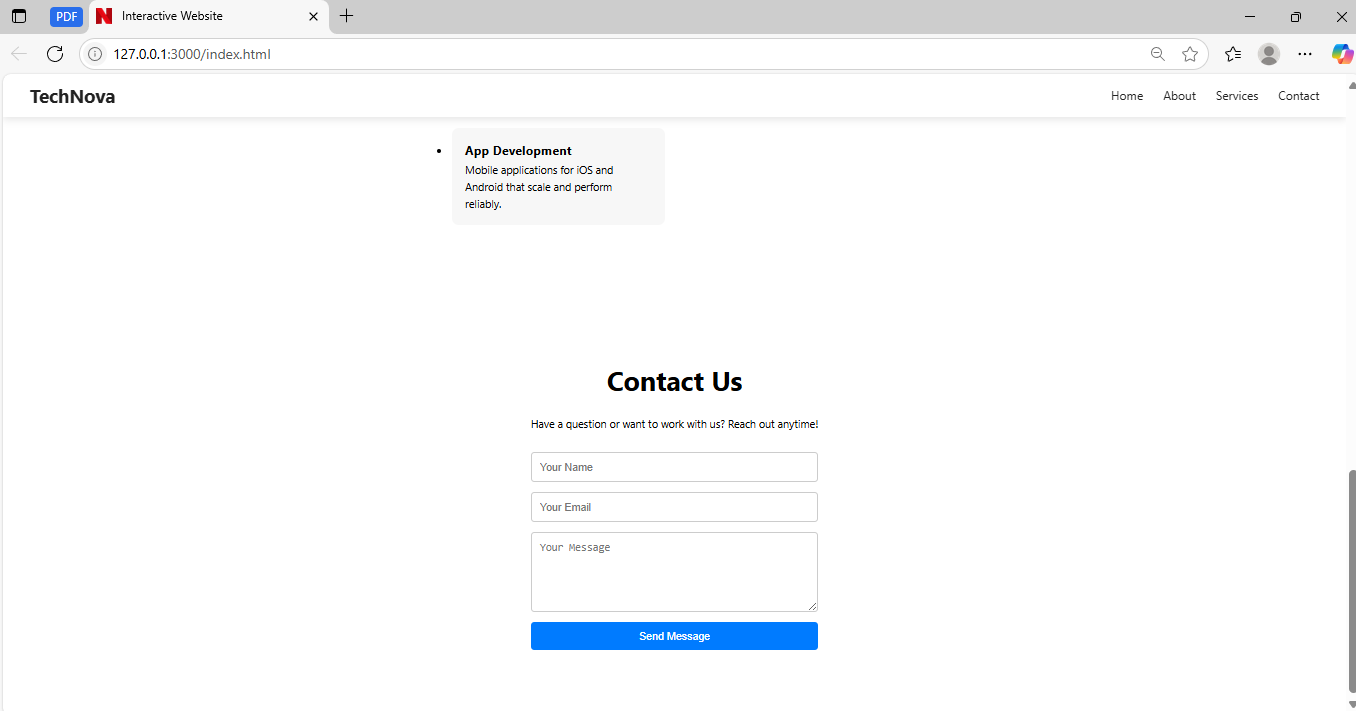 PDF
Interactive Website
127.0.0.1:3000/index.html
TechNova
Home About Services Contact
App Development
Mobile applications for iOS and
Android that scale and perform
reliably.
Contact Us
Have a question or want to work with us? Reach out anytime!
Your Name
Your Email
Your Message
Send Message